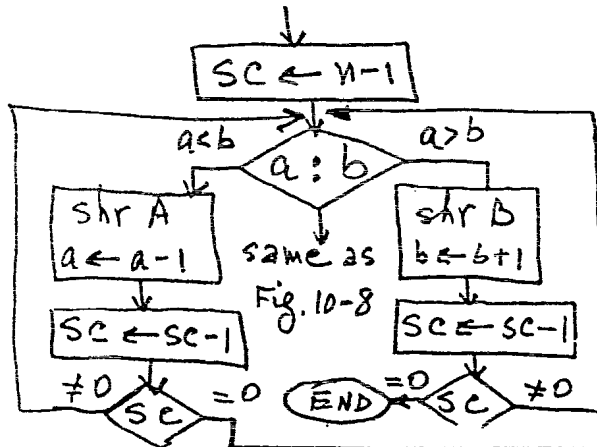 SC ← n-1
a<b
a : b
a>b
shr A
a ← a-1
same as
Fig. 10-8
shr B
b ← b+1
SC ← SC-1
SC ← SC-1
≠0
SC
=0
END
=0
SC
≠0